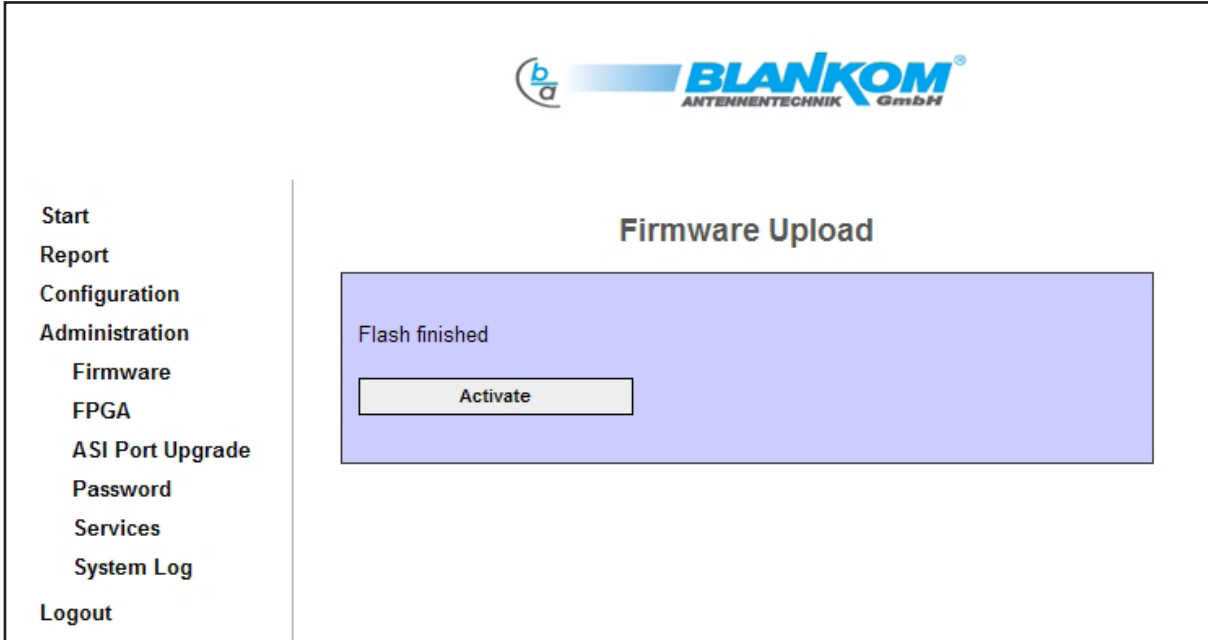 b
a
BLANKOM®
ANTENNENTECHNIK GmbH
Start
Report
Configuration
Administration
Firmware
FPGA
ASI Port Upgrade
Password
Services
System Log
Logout
Firmware Upload
Flash finished
Activate